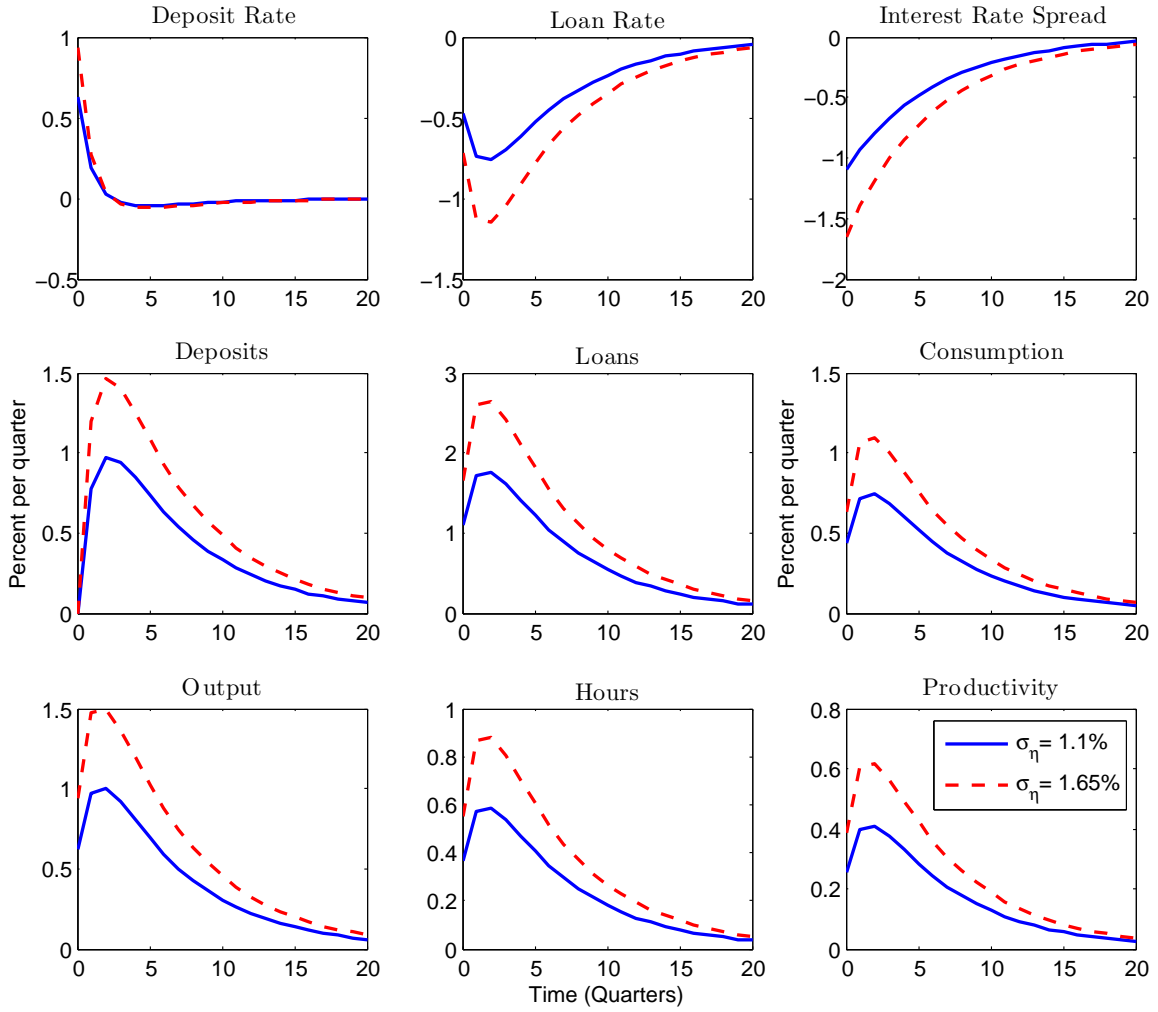 Deposit Rate
1
0.5
0
−0.5
0 5 10 15 20
Loan Rate
0
−0.5
−1
−1.5
0 5 10 15 20
Interest Rate Spread
0
−0.5
−1
−1.5
−2
0 5 10 15 20
Deposits
Percent per quarter
1.5
1
0.5
0
0 5 10 15 20
Loans
3
2
1
0
0 5 10 15 20
Consumption
Percent per quarter
1.5
1
0.5
0
0 5 10 15 20
Output
1.5
1
0.5
0
0 5 10 15 20
Hours
1
0.8
0.6
0.4
0.2
0
0 5 10 15 20
Time (Quarters)
Productivity
0.8
0.6
0.4
0.2
0
0 5 10 15 20
σ_η= 1.1%
σ_η= 1.65%